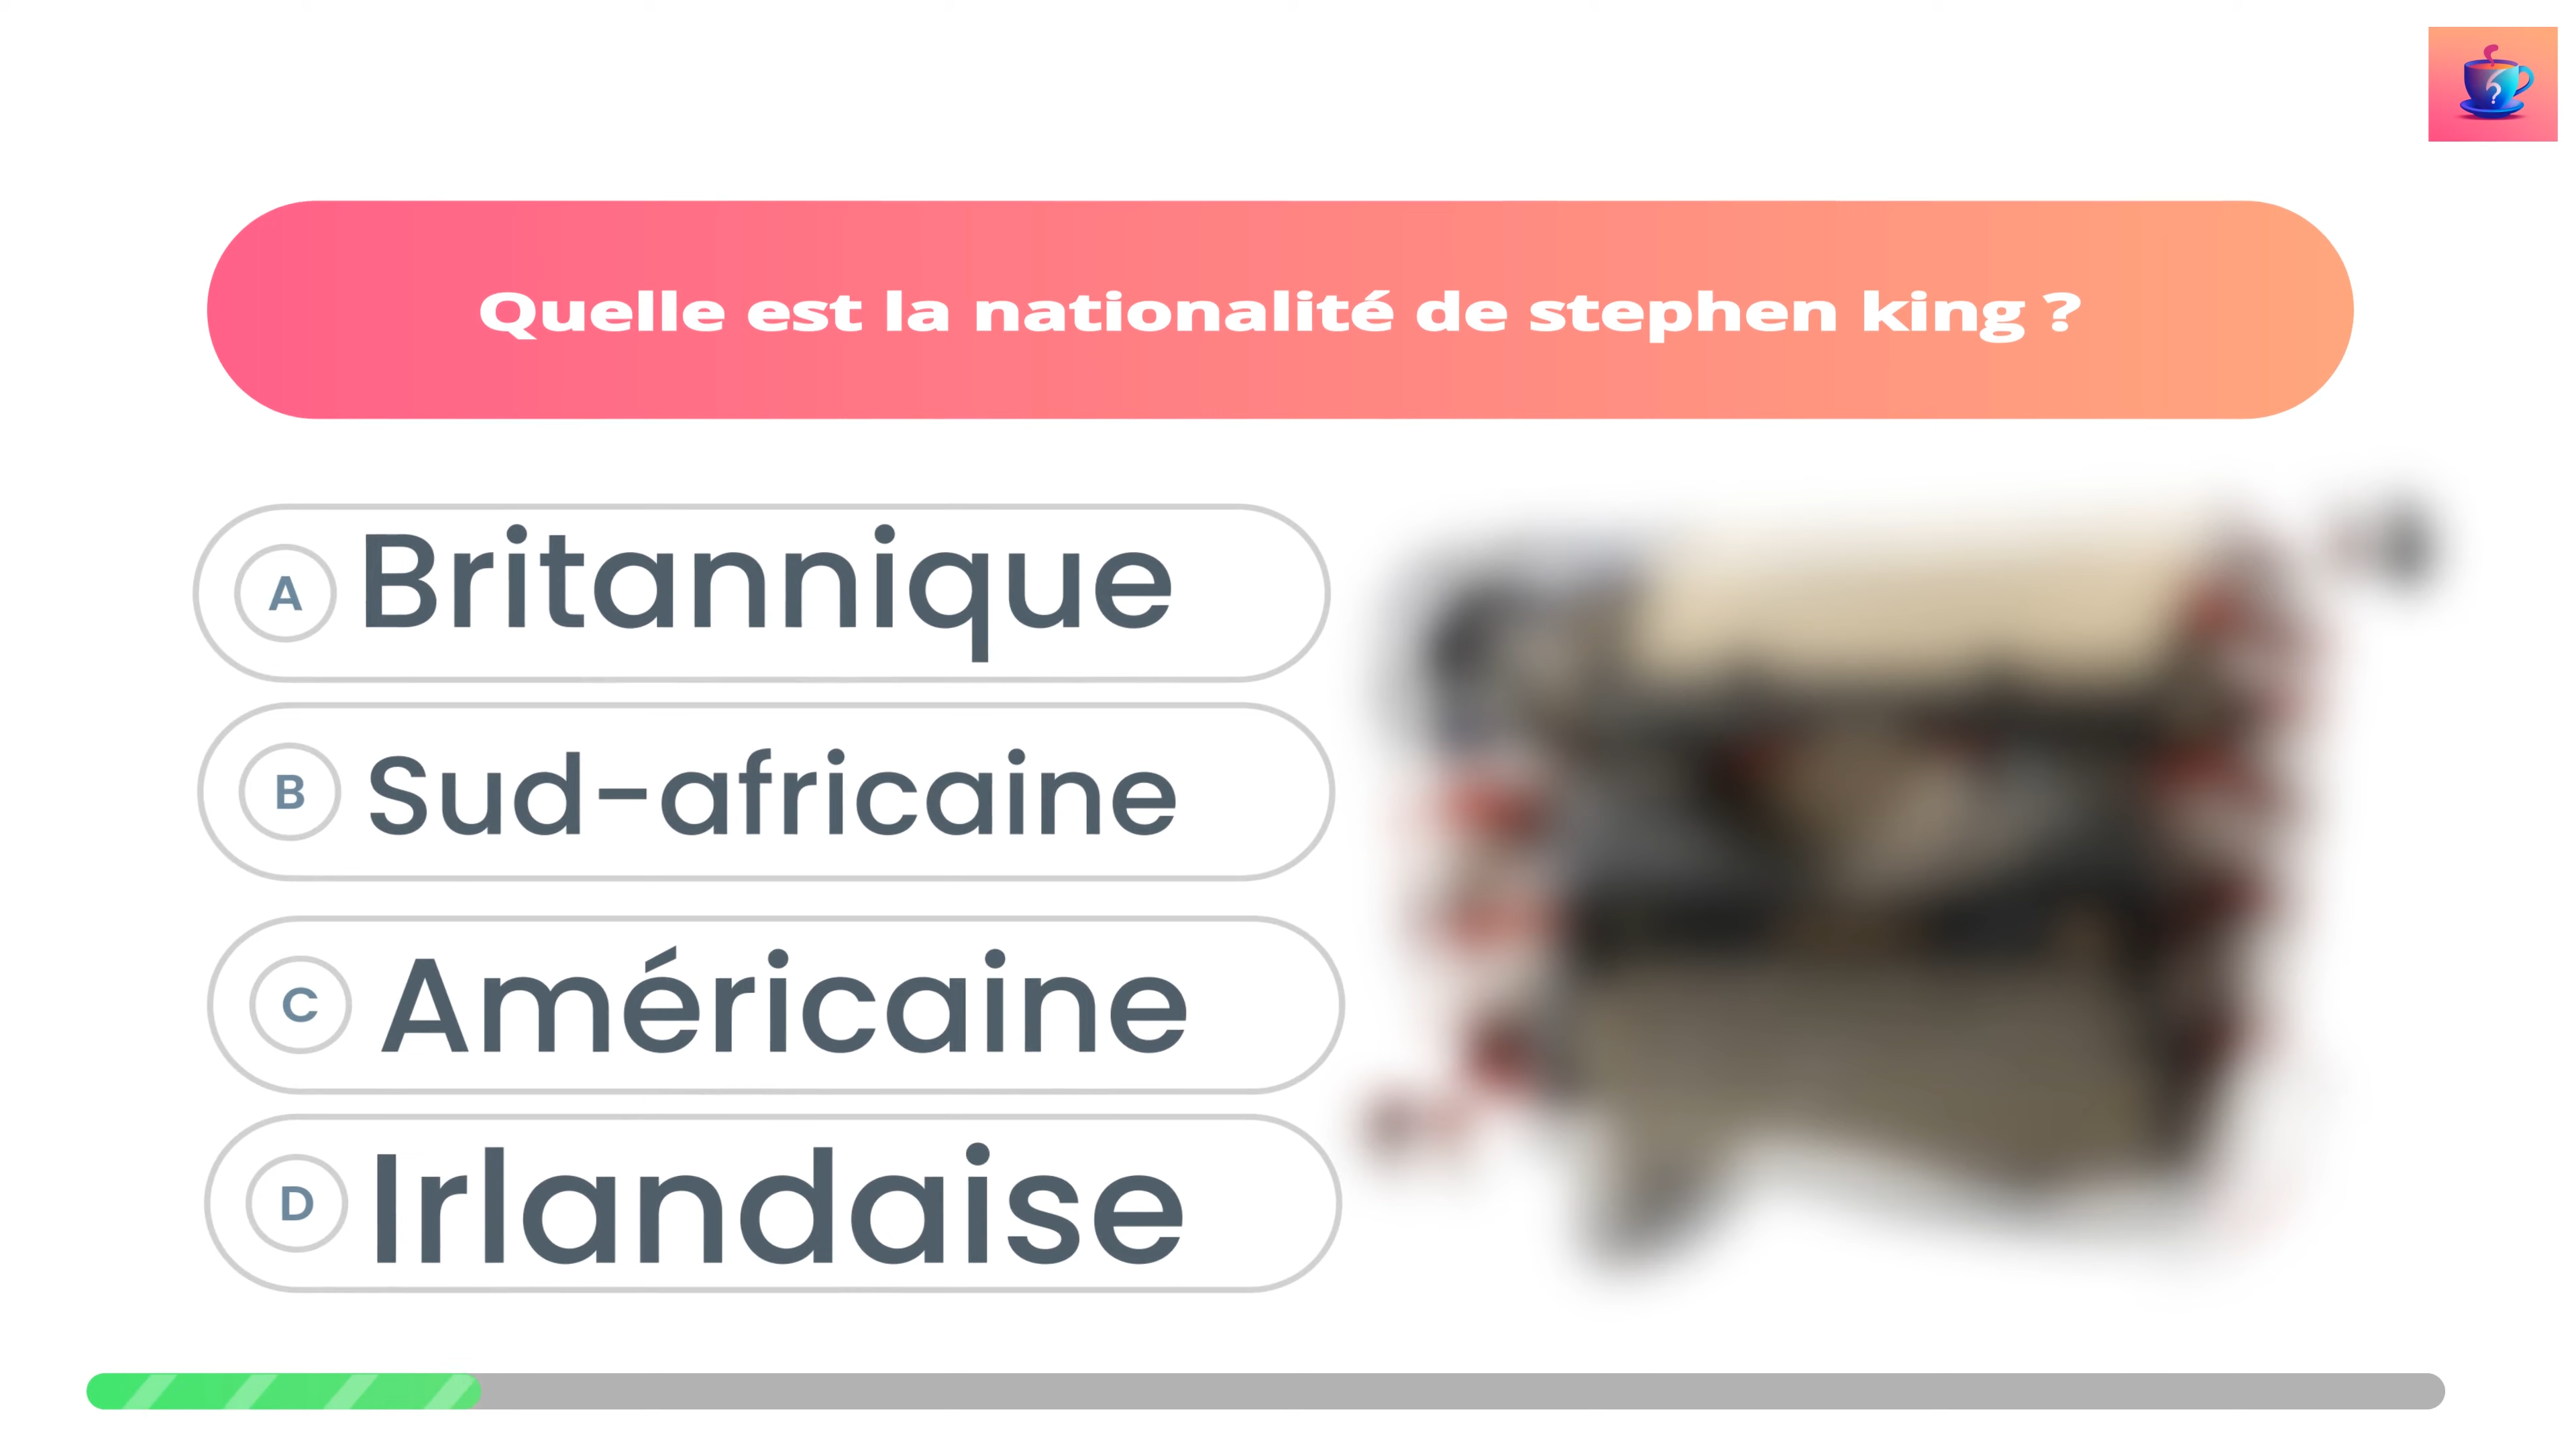 Quelle est la nationalité de stephen king ?
A Britannique
B Sud-africaine
C Américaine
D Irlandaise